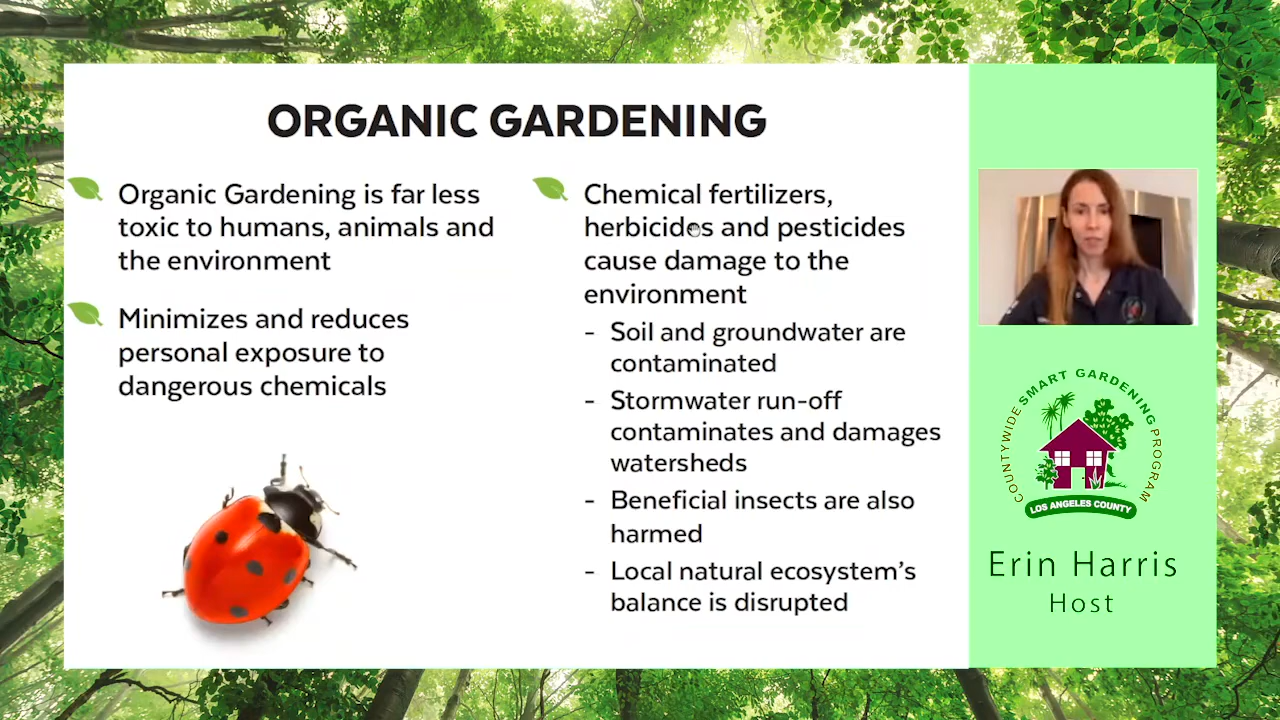 ORGANIC GARDENING
Organic Gardening is far less
toxic to humans, animals and
the environment
Minimizes and reduces
personal exposure to
dangerous chemicals
Chemical fertilizers,
herbicides and pesticides
cause damage to the
environment
- Soil and groundwater are
contaminated
- Stormwater run-off
contaminates and damages
watersheds
- Beneficial insects are also
harmed
- Local natural ecosystem’s
balance is disrupted
COUNTYWIDE SMART GARDENING PROGRAM
LOS ANGELES COUNTY
Erin Harris
Host